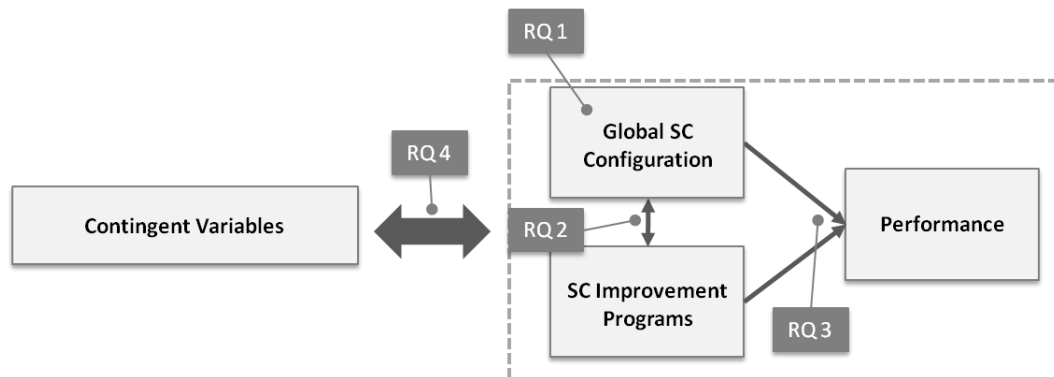 RQ 1
Global SC
Configuration
RQ 4
Contingent Variables
RQ 2
Performance
SC Improvement
Programs
RQ 3